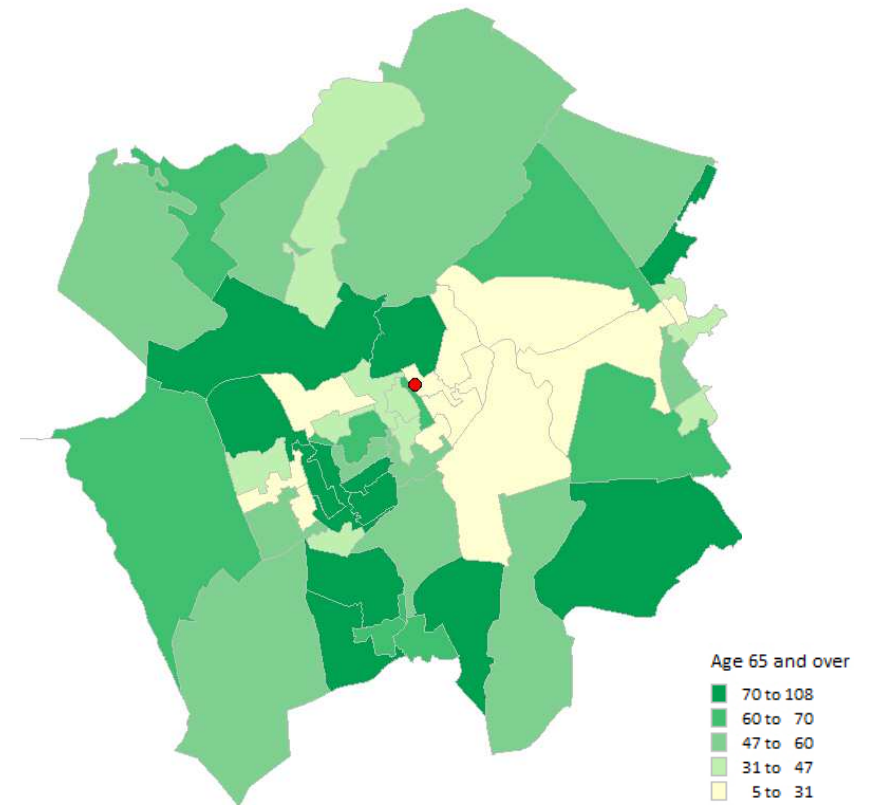 Age 65 and over
70 to 108
60 to 70
47 to 60
31 to 47
5 to 31